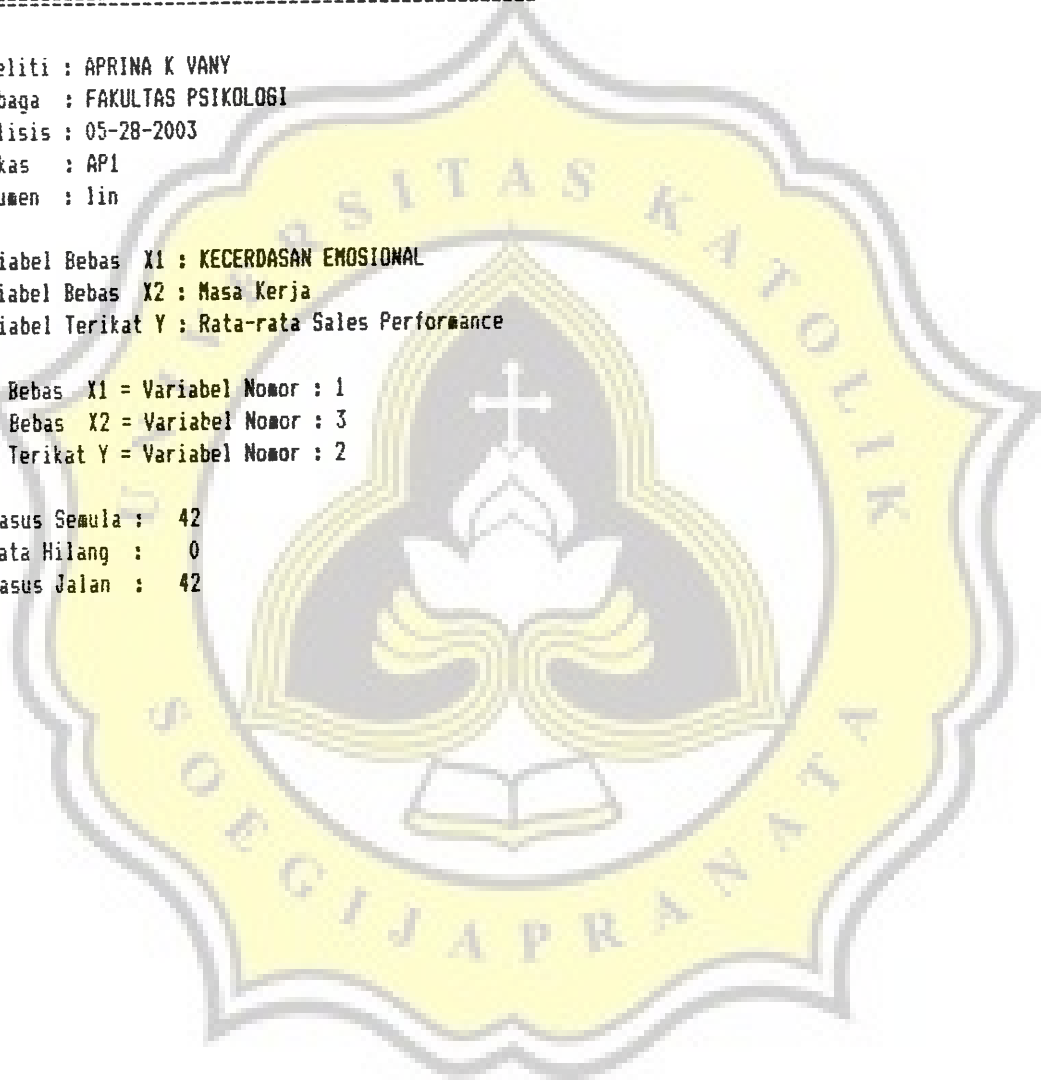 eliti : APRINA K VANY
baga : FAKULTAS PSIKOLOGI
lisis : 05-28-2003
kas : AP1
umen : lin
iabel Bebas X1 : KECERDASAN EMOSIONAL
iabel Bebas X2 : Masa Kerja
iabel Terikat Y : Rata-rata Sales Performance
Bebas X1 = Variabel Nomor : 1
Bebas X2 = Variabel Nomor : 3
Terikat Y = Variabel Nomor : 2
asus Semula : 42
ata Hilang : 0
asus Jalan : 42
UNIVERSITAS KATOLIK
SOEGIJAPRANATA